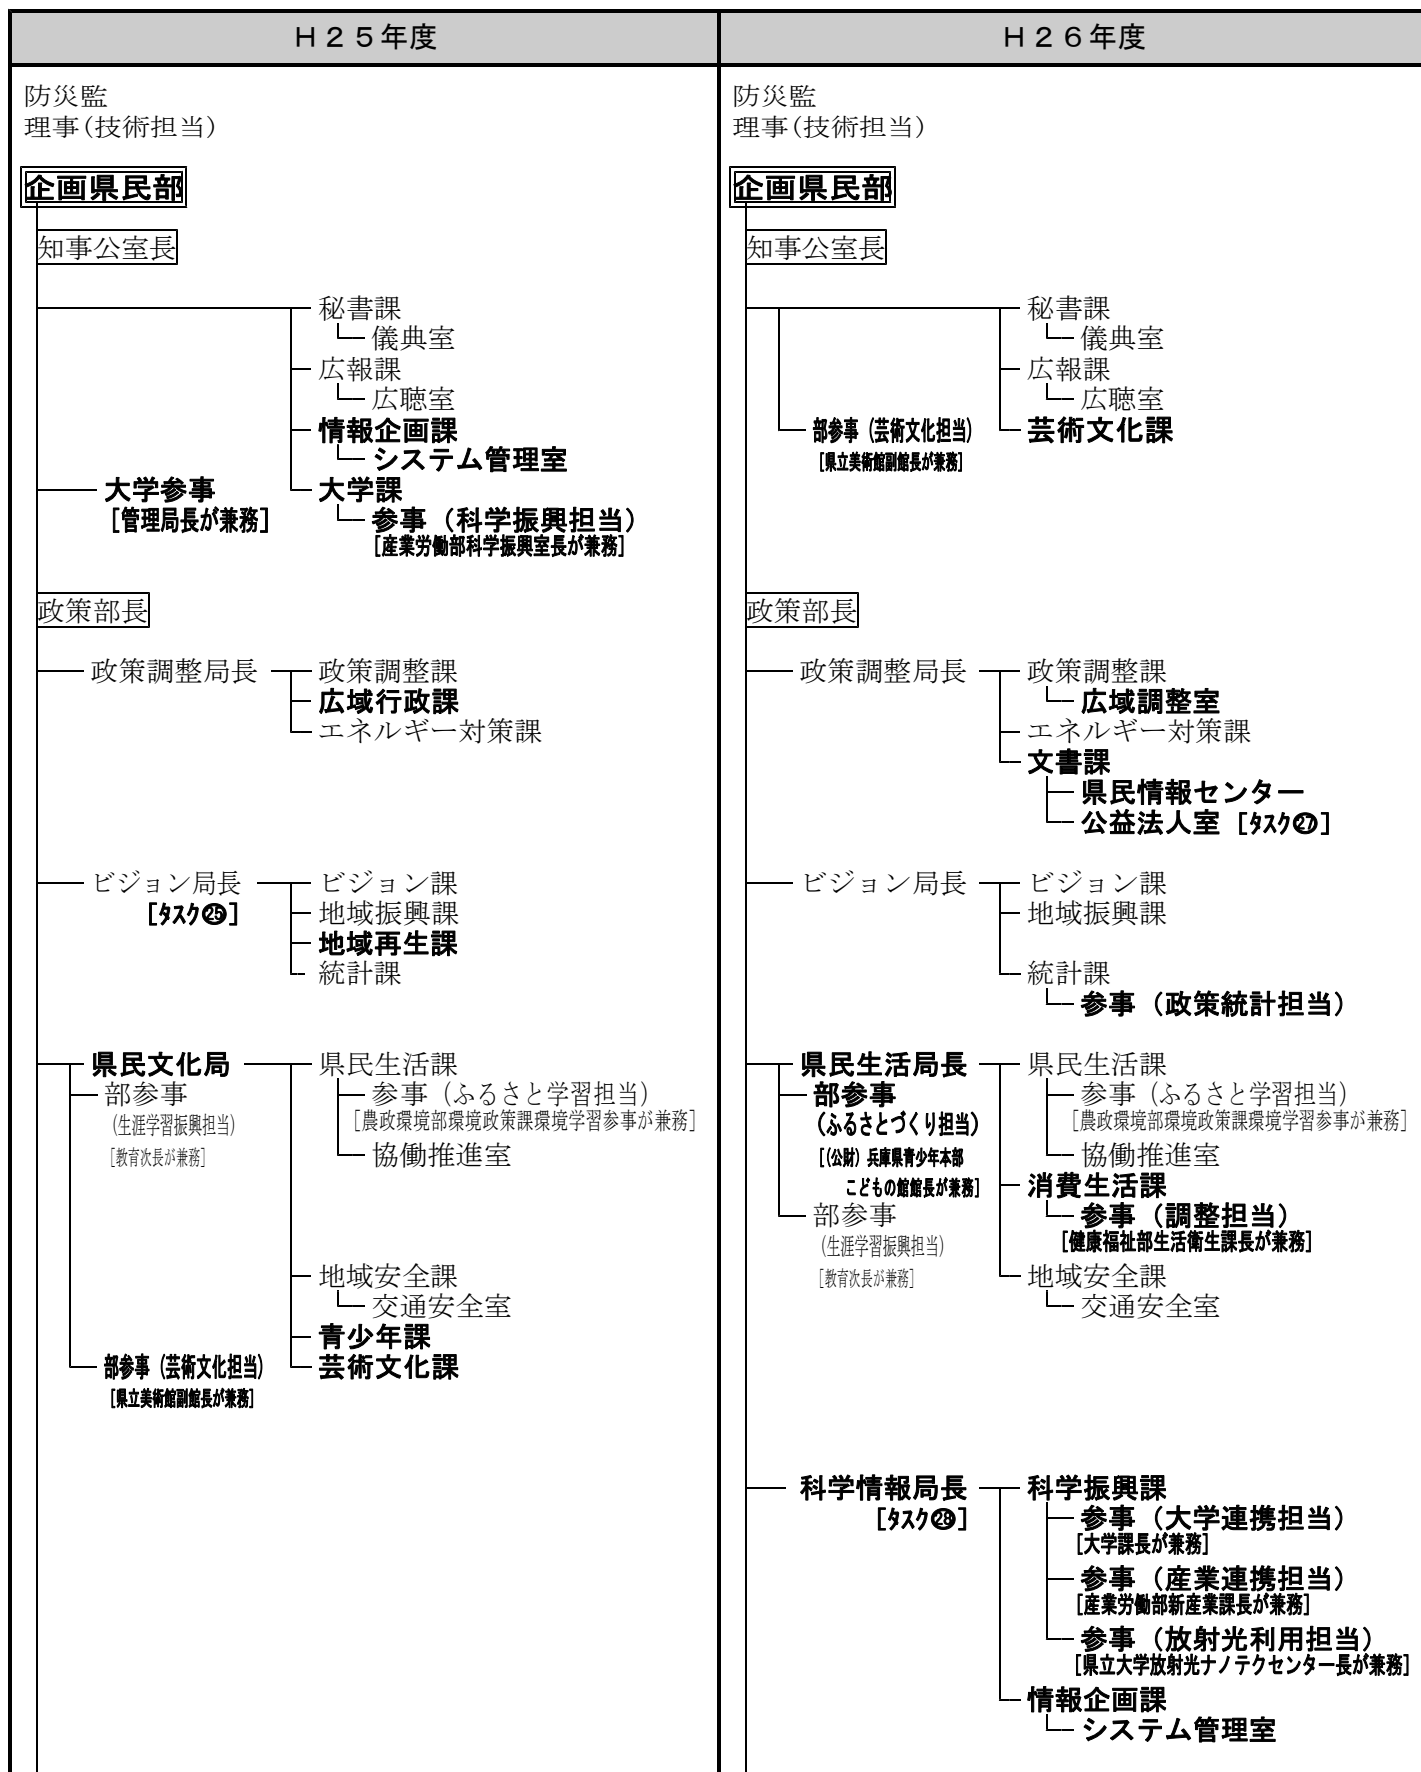 H25年度
防災監
理事(技術担当)
企画県民部
知事公室長
秘書課
儀典室
広報課
広聴室
情報企画課
システム管理室
大学参事
大学課
[管理局長が兼務]
参事（科学振興担当）
[産業労働部科学振興室長が兼務]
政策部長
政策調整局長
政策調整課
広域行政課
エネルギー対策課
ビジョン局長
ビジョン課
[タスク㉕]
地域振興課
地域再生課
統計課
県民文化局
県民生活課
部参事
参事（ふるさと学習担当）
(生涯学習振興担当)
[農政環境部環境政策課環境学習参事が兼務]
[教育次長が兼務]
協働推進室
地域安全課
交通安全室
青少年課
部参事（芸術文化担当）
芸術文化課
[県立美術館副館長が兼務]
H26年度
防災監
理事(技術担当)
企画県民部
知事公室長
秘書課
儀典室
広報課
広聴室
部参事（芸術文化担当）
芸術文化課
[県立美術館副館長が兼務]
政策部長
政策調整局長
政策調整課
広域調整室
エネルギー対策課
文書課
県民情報センター
公益法人室［タスク㉗］
ビジョン局長
ビジョン課
地域振興課
統計課
参事（政策統計担当）
県民生活局長
県民生活課
部参事
参事（ふるさと学習担当）
(ふるさとづくり担当)
[農政環境部環境政策課環境学習参事が兼務]
[(公財)兵庫県青少年本部
協働推進室
こどもの館館長が兼務]
消費生活課
部参事
参事（調整担当）
(生涯学習振興担当)
[健康福祉部生活衛生課長が兼務]
[教育次長が兼務]
地域安全課
交通安全室
科学情報局長
科学振興課
参事（大学連携担当）
[大学課長が兼務]
参事（産業連携担当）
[産業労働部新産業課長が兼務]
参事（放射光利用担当）
[県立大学放射光ナノテクセンター長が兼務]
情報企画課
システム管理室